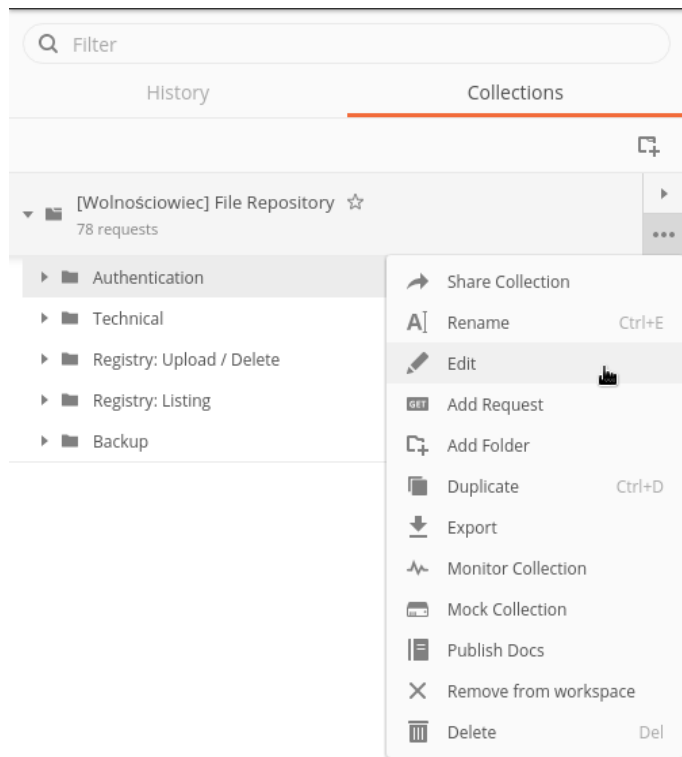 Filter
History
Collections
[Wolnościowiec] File Repository
78 requests
Authentication
Technical
Registry: Upload / Delete
Registry: Listing
Backup
Share Collection
Rename Ctrl+E
Edit
GET Add Request
Add Folder
Duplicate Ctrl+D
Export
Monitor Collection
Mock Collection
Publish Docs
Remove from workspace
Delete Del